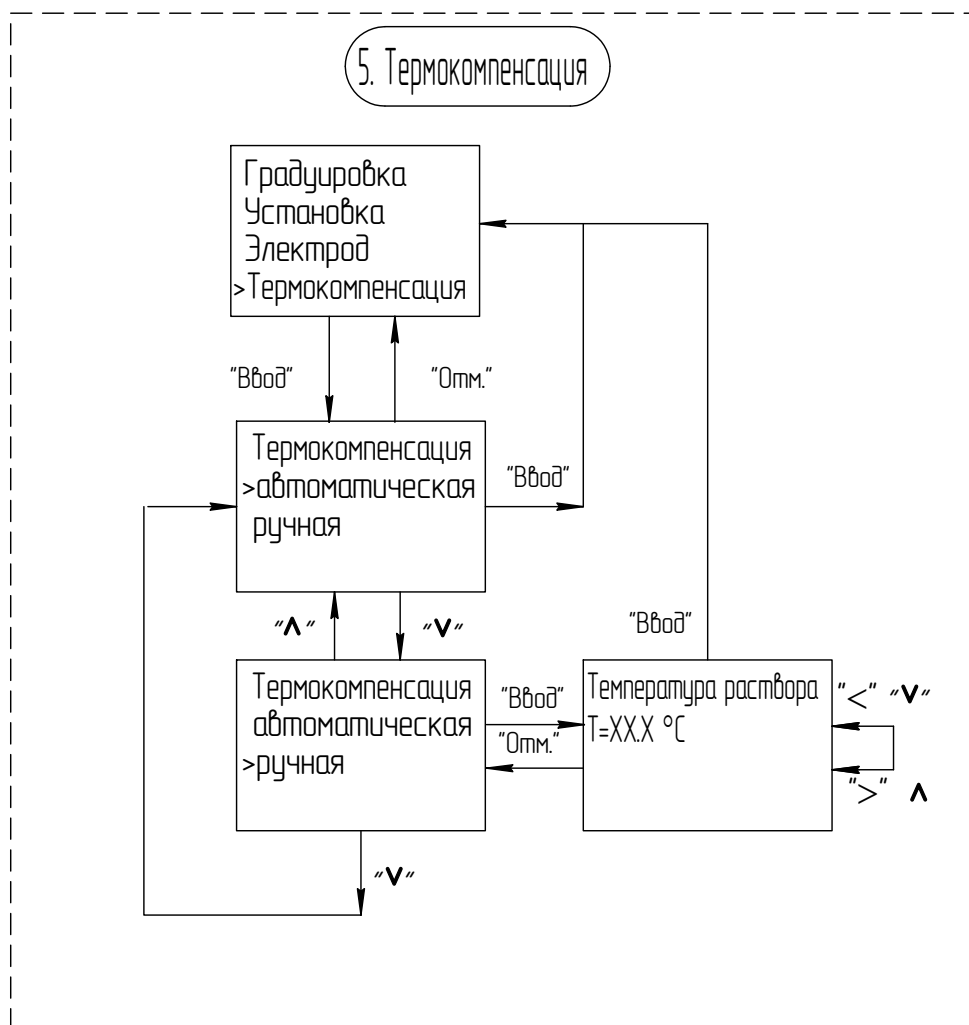 5. Термокомпенсация
Градуировка
Установка
Электрод
>Термокомпенсация
"Ввод" "Отм."
Термокомпенсация
>автоматическая
ручная
"Ввод"
"Λ" "V"
"Ввод"
Термокомпенсация
автоматическая
>ручная
"Ввод"
"Отм."
Температура раствора
T=XX.X °C
"<" "V"
">" Λ
"V"